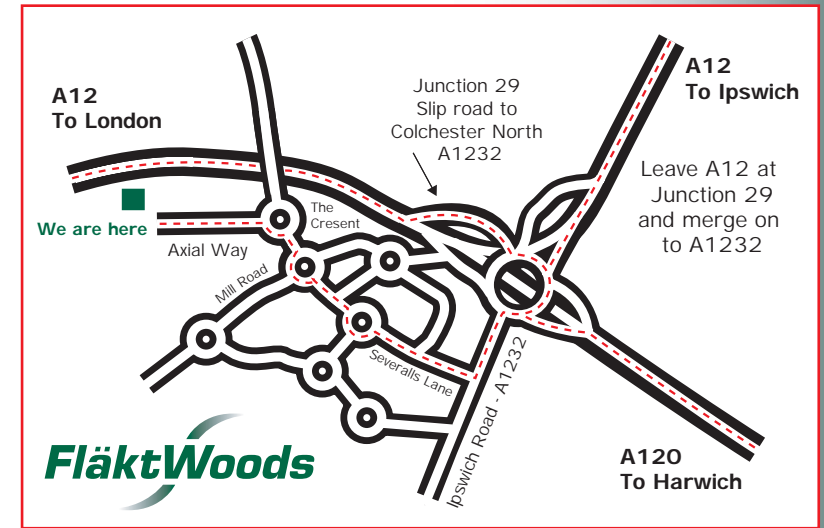 A12
To London
Junction 29
Slip road to
Colchester North
A1232
A12
To Ipswich
Leave A12 at
Junction 29
and merge on
to A1232
We are here
The
Cresent
Axial Way
Mill Road
Severalls Lane
Ipswich Road - A1232
A120
To Harwich
FläktWoods